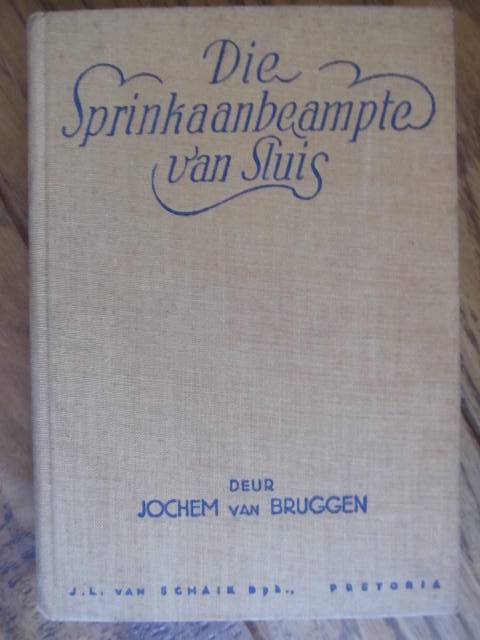 Die
Sprinkaanbeampte
van Sluis
DEUR
JOCHEM VAN BRUGGEN
J.L. VAN SCHAIK Bpk., PRETORIA